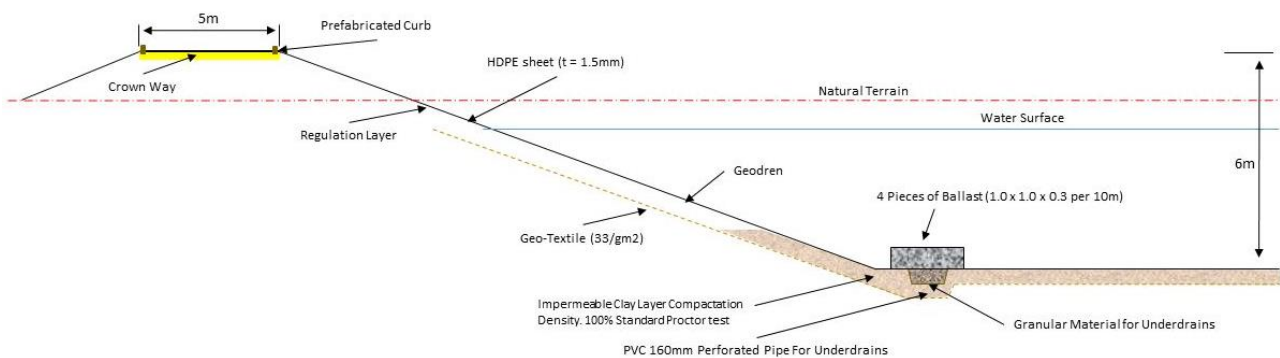 5m
Prefabricated Curb
HDPE sheet (t = 1.5mm)
Crown Way
Natural Terrain
Regulation Layer
Water Surface
6m
Geodren
4 Pieces of Ballast (1.0 x 1.0 x 0.3 per 10m)
Geo-Textile (33/gm2)
Impermeable Clay Layer Compactation
Density. 100% Standard Proctor test
Granular Material for Underdrains
PVC 160mm Perforated Pipe For Underdrains